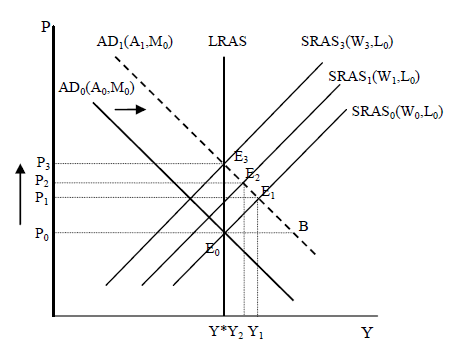 P
AD₁(A₁,M₀)
LRAS
SRAS₃(W₃,L₀)
SRAS₁(W₁,L₀)
AD₀(A₀,M₀)
SRAS₀(W₀,L₀)
P₃
E₃
P₂
E₂
P₁
E₁
P₀
B
E₀
Y*Y₂ Y₁
Y